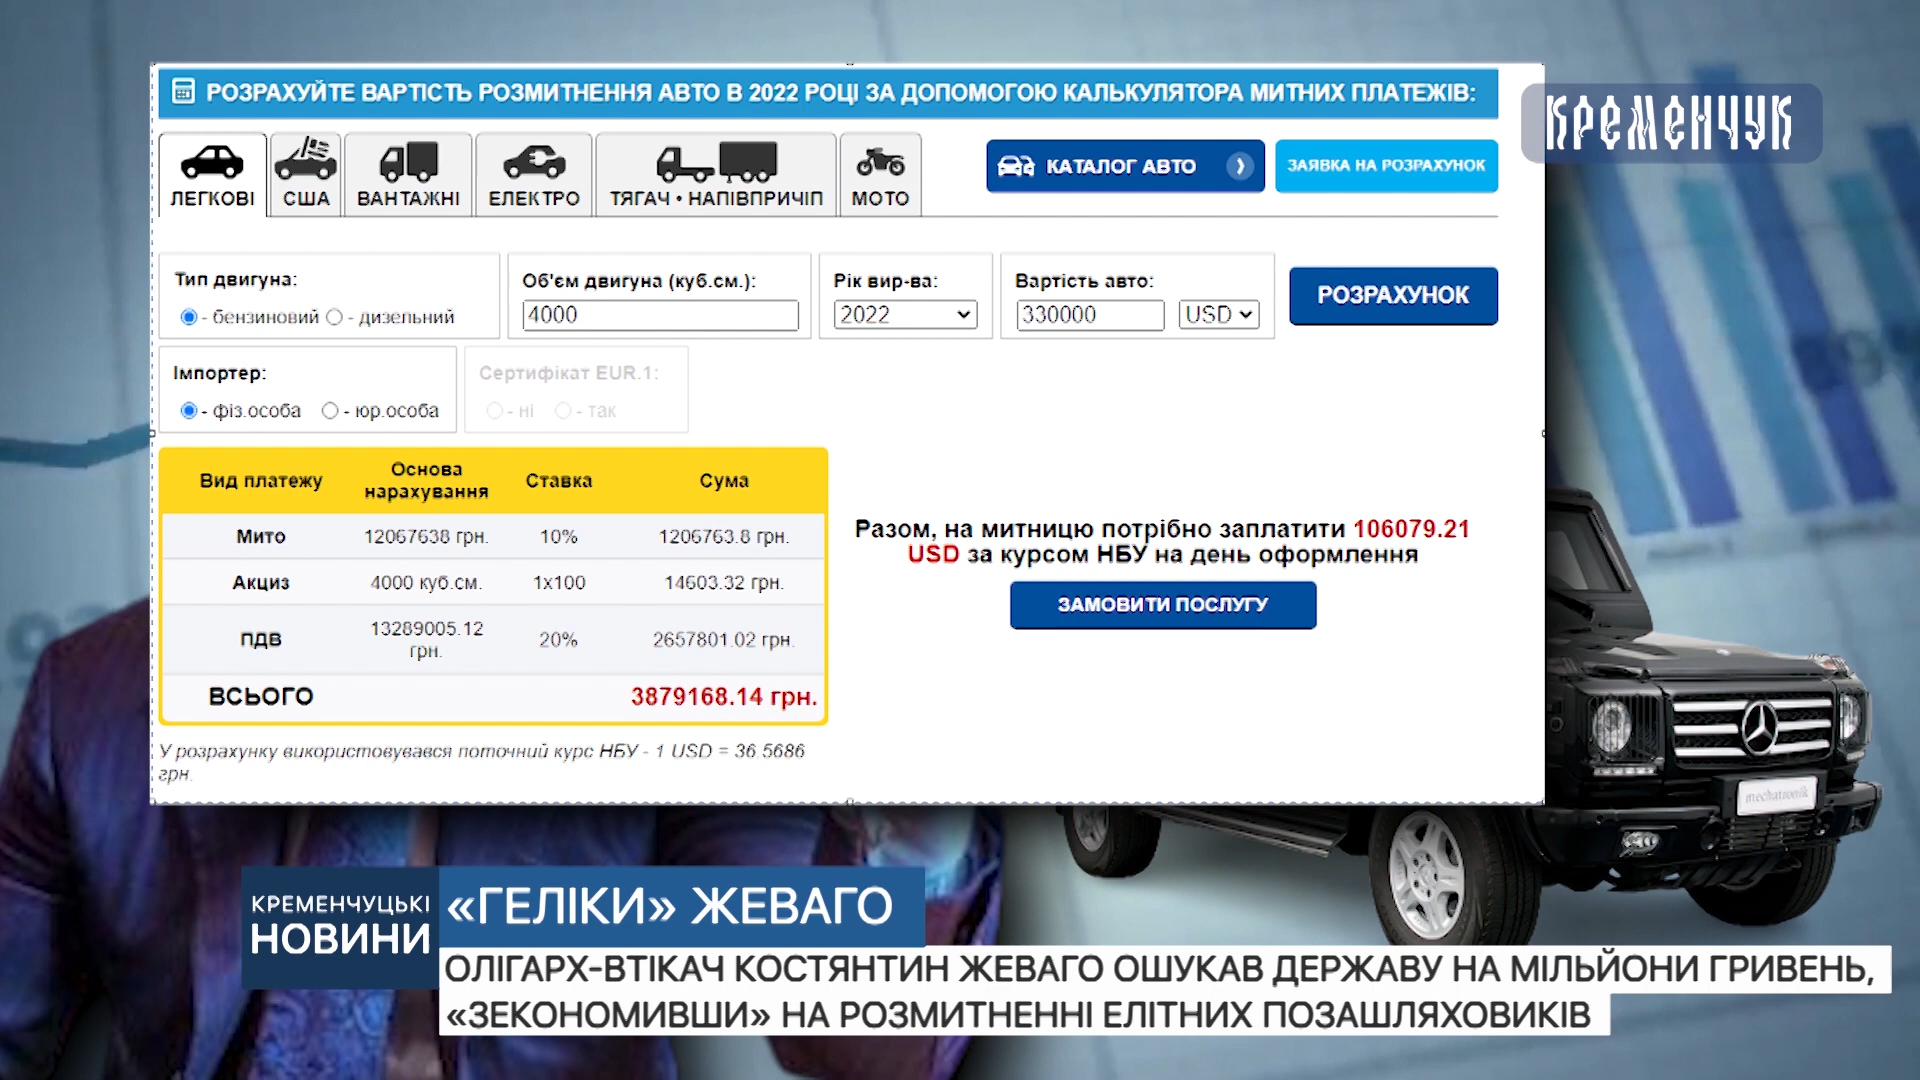 РОЗРАХУЙТЕ ВАРТІСТЬ РОЗМИТНЕННЯ АВТО В 2022 РОЦІ ЗА ДОПОМОГОЮ КАЛЬКУЛЯТОРА МИТНИХ ПЛАТЕЖІВ:
КРЕМЕНЧУК
ЛЕГКОВІ США ВАНТАЖНІ ЕЛЕКТРО ТЯГАЧ • НАПІВПРИЧІП МОТО
КАТАЛОГ АВТО ЗАЯВКА НА РОЗРАХУНОК
Тип двигуна: Об'єм двигуна (куб.см.): Рік вир-ва: Вартість авто:
- бензиновий - дизельний 4000 2022 330000 USD
РОЗРАХУНОК
Імпортер: Сертифікат EUR.1:
- фіз.особа - юр.особа - ні - так
Вид платежу Основа нарахування Ставка Сума
Мито 12067638 грн. 10% 1206763.8 грн.
Акциз 4000 куб.см. 1x100 14603.32 грн.
ПДВ 13289005.12 грн. 20% 2657801.02 грн.
ВСЬОГО 3879168.14 грн.
У розрахунку використовувався поточний курс НБУ - 1 USD = 36.5686
грн.
Разом, на митницю потрібно заплатити 106079.21
USD за курсом НБУ на день оформлення
ЗАМОВИТИ ПОСЛУГУ
mechatronik
КРЕМЕНЧУЦЬКІ
НОВИНИ
«ГЕЛІКИ» ЖЕВАГО
ОЛІГАРХ-ВТІКАЧ КОСТЯНТИН ЖЕВАГО ОШУКАВ ДЕРЖАВУ НА МІЛЬЙОНИ ГРИВЕНЬ,
«ЗЕКОНОМИВШИ» НА РОЗМИТНЕННІ ЕЛІТНИХ ПОЗАШЛЯХОВИКІВ